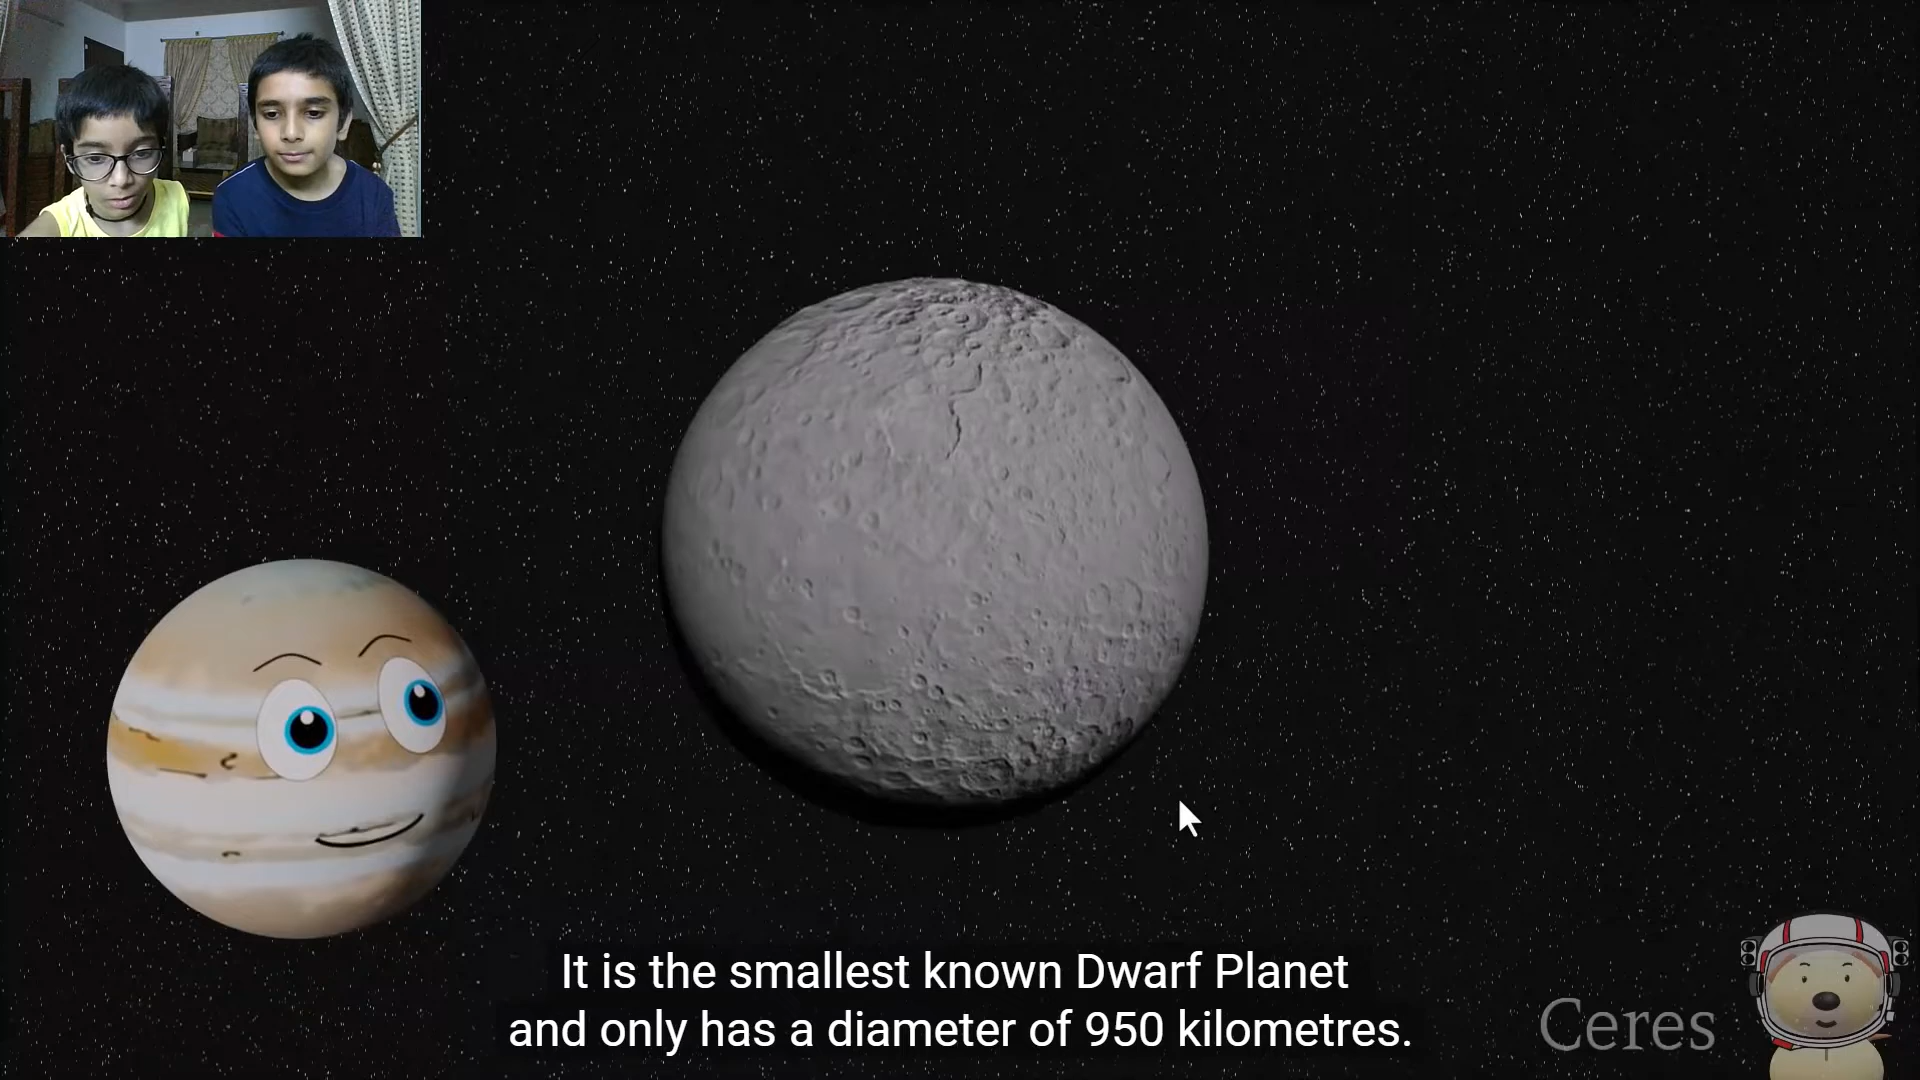 It is the smallest known Dwarf Planet
and only has a diameter of 950 kilometres.
Ceres